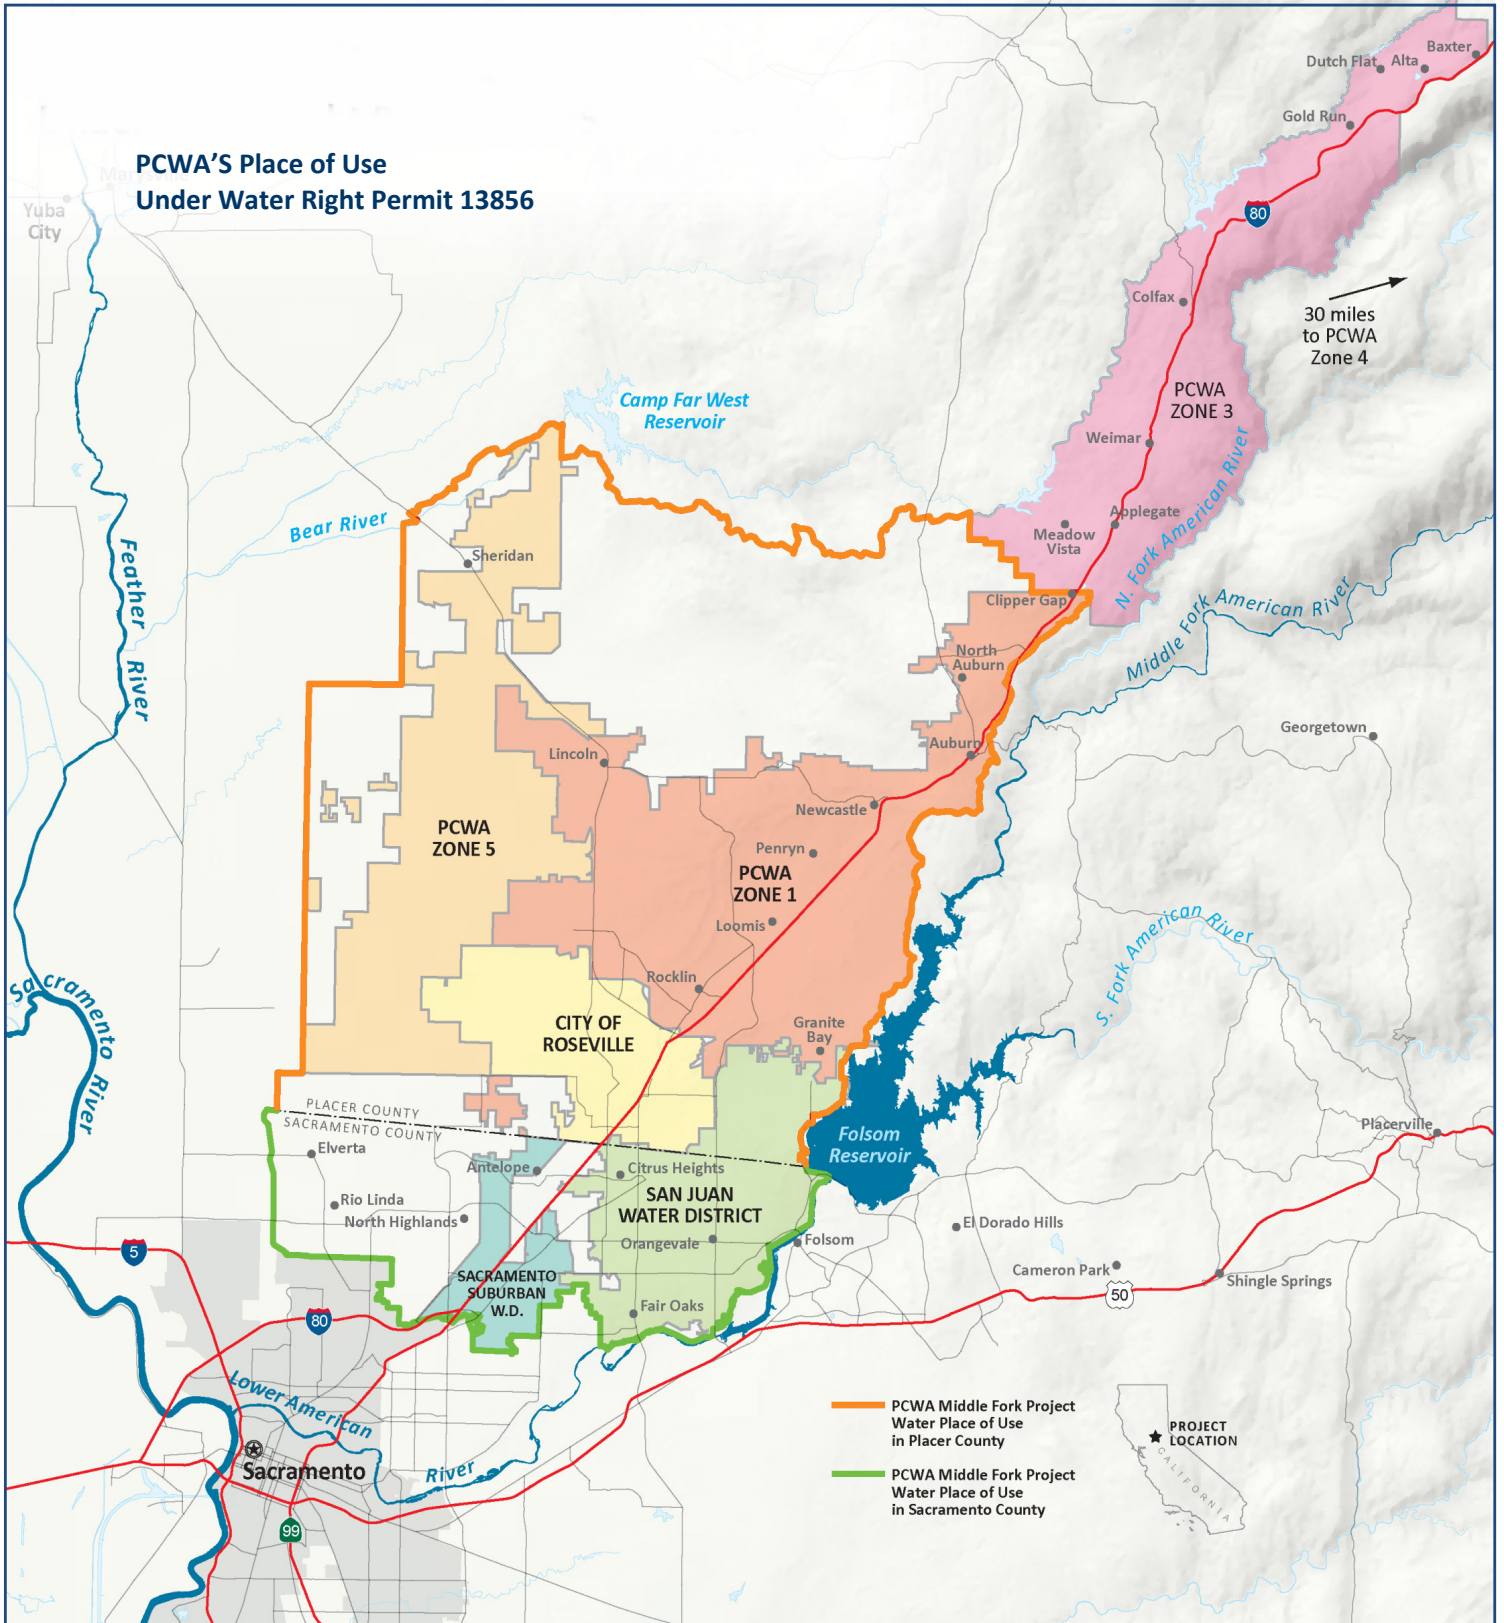 PCWA'S Place of Use
Under Water Right Permit 13856
Marysville
Yuba
City
Dutch Flat
Alta
Baxter
Gold Run
80
Colfax
30 miles
to PCWA
Zone 4
PCWA
ZONE 3
Camp Far West
Reservoir
Weimar
Bear River
Applegate
Meadow
Vista
N. Fork American River
Sheridan
Feather River
Clipper Gap
Middle Fork American River
North
Auburn
Georgetown
Lincoln
Auburn
Newcastle
PCWA
ZONE 5
Penryn
PCWA
ZONE 1
Loomis
S. Fork American River
Rocklin
Sacramento River
CITY OF
ROSEVILLE
Granite
Bay
PLACER COUNTY
SACRAMENTO COUNTY
Folsom
Reservoir
Placerville
Elverta
Antelope
Citrus Heights
SAN JUAN
WATER DISTRICT
Rio Linda
North Highlands
Orangevale
Folsom
El Dorado Hills
5
Cameron Park
Shingle Springs
50
SACRAMENTO
SUBURBAN
W.D.
Fair Oaks
80
Lower American River
Sacramento
99
PCWA Middle Fork Project
Water Place of Use
in Placer County
PCWA Middle Fork Project
Water Place of Use
in Sacramento County
PROJECT
LOCATION
CALIFORNIA